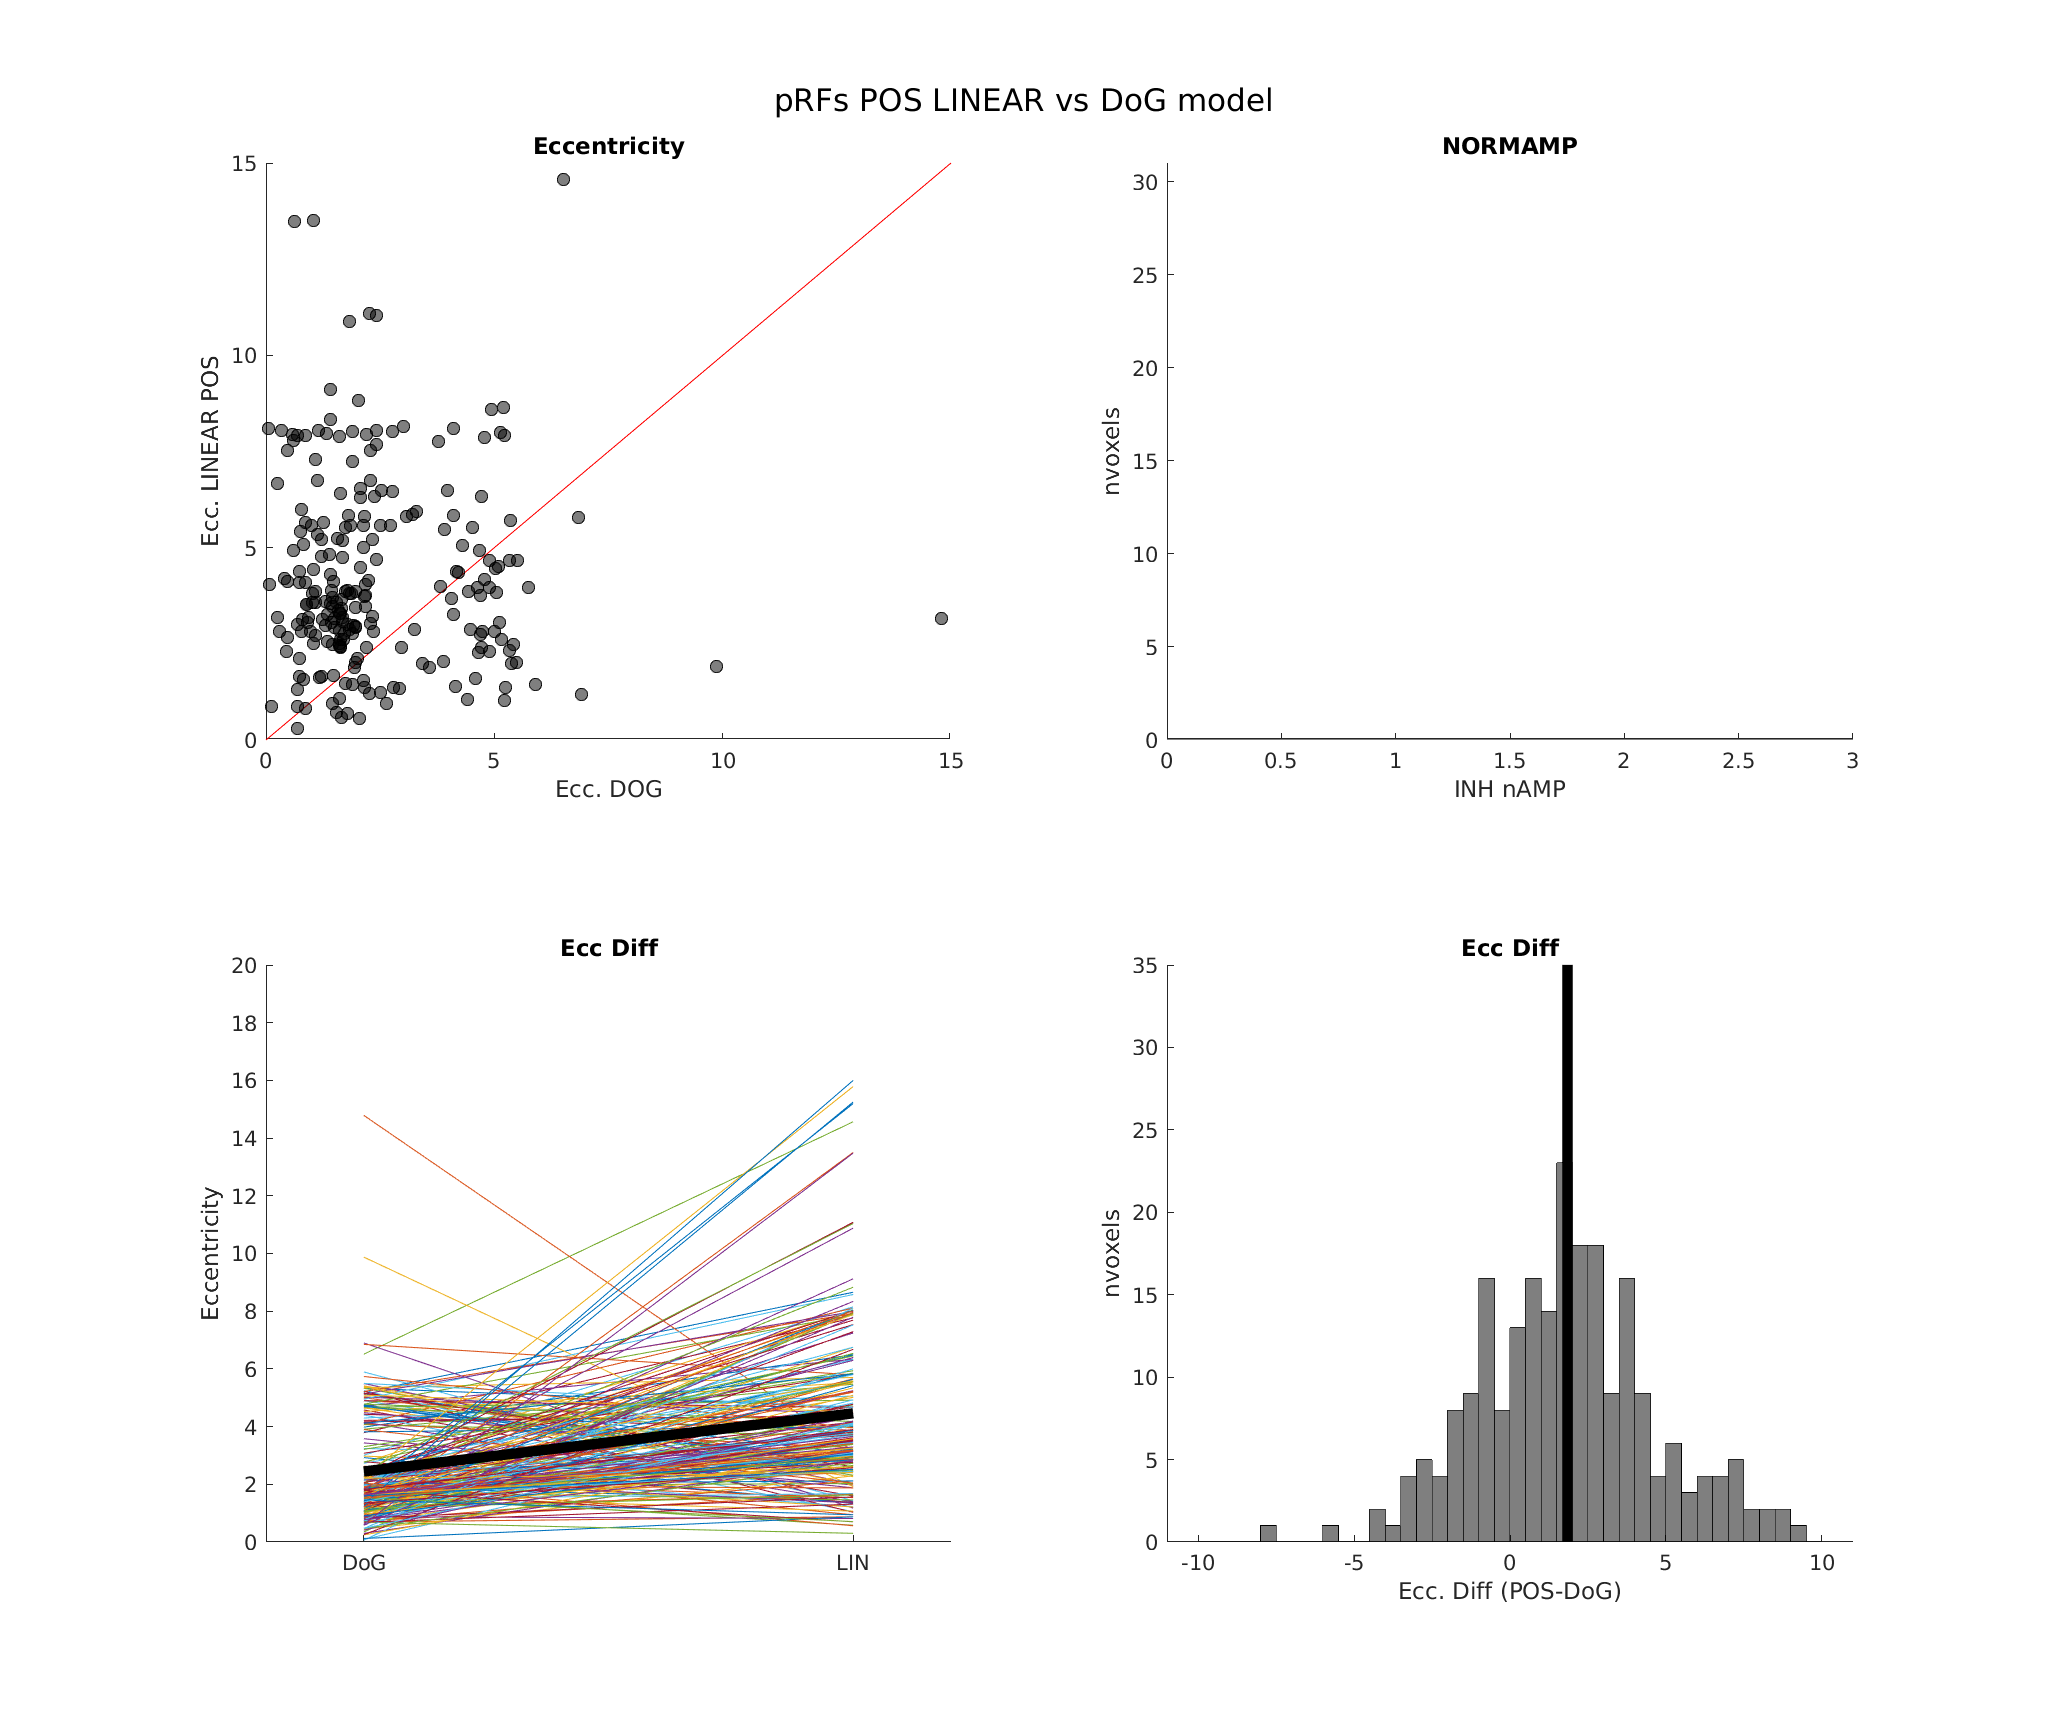 pRFs POS LINEAR vs DoG model
Eccentricity
15
10
5
0
Ecc. LINEAR POS
0 5 10 15
Ecc. DOG
NORMAMP
30
25
20
15
10
5
0
nvoxels
0 0.5 1 1.5 2 2.5 3
INH nAMP
Ecc Diff
20
18
16
14
12
10
8
6
4
2
0
Eccentricity
DoG LIN
Ecc Diff
35
30
25
20
15
10
5
0
nvoxels
-10 -5 0 5 10
Ecc. Diff (POS-DoG)